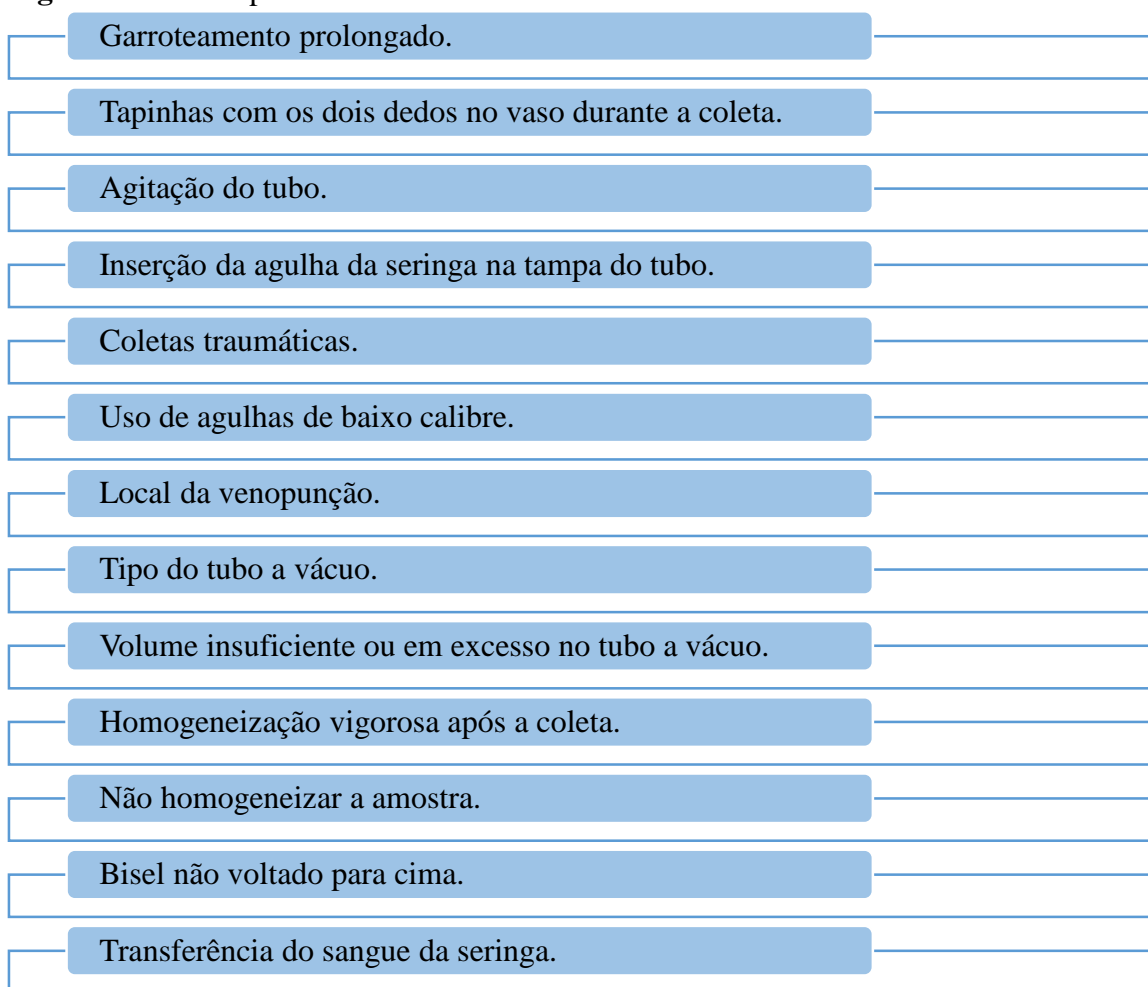 Garroteamento prolongado.
Tapinhas com os dois dedos no vaso durante a coleta.
Agitação do tubo.
Inserção da agulha da seringa na tampa do tubo.
Coletas traumáticas.
Uso de agulhas de baixo calibre.
Local da venopunção.
Tipo do tubo a vácuo.
Volume insuficiente ou em excesso no tubo a vácuo.
Homogeneização vigorosa após a coleta.
Não homogeneizar a amostra.
Bisel não voltado para cima.
Transferência do sangue da seringa.